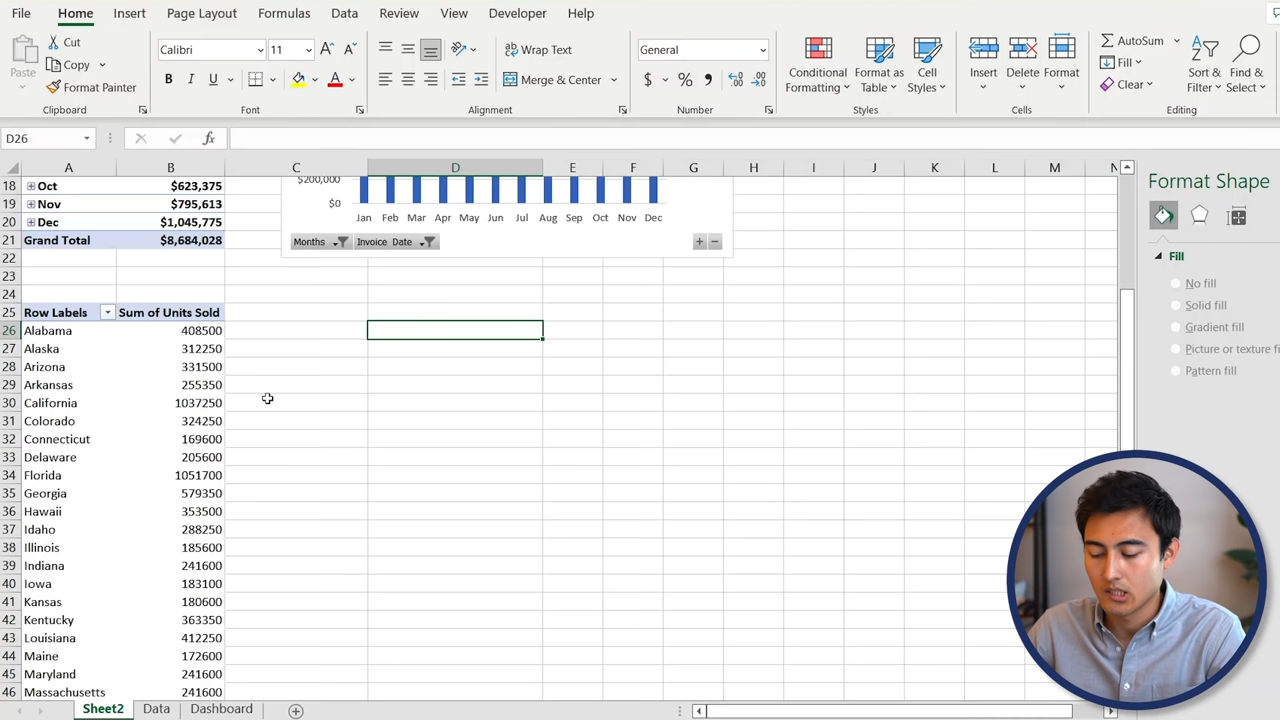 File Home Insert Page Layout Formulas Data Review View Developer Help
Paste
Cut
Copy
Format Painter
Clipboard
Calibri 11
B I U
Font
Wrap Text
Merge & Center
Alignment
General
$ % ,
Number
Conditional Formatting
Format as Table
Cell Styles
Styles
Insert Delete Format
Cells
AutoSum
Fill
Clear
Sort & Filter
Find & Select
Editing
D26 fx
A B C D E F G H I J K L M N
18 Oct $623,375
19 Nov $795,613
20 Dec $1,045,775
21 Grand Total $8,684,028
22
23
24
25 Row Labels Sum of Units Sold
26 Alabama 408500
27 Alaska 312250
28 Arizona 331500
29 Arkansas 255350
30 California 1037250
31 Colorado 324250
32 Connecticut 169600
33 Delaware 205600
34 Florida 1051700
35 Georgia 579350
36 Hawaii 353500
37 Idaho 288250
38 Illinois 185600
39 Indiana 241600
40 Iowa 183100
41 Kansas 180600
42 Kentucky 363350
43 Louisiana 412250
44 Maine 172600
45 Maryland 241600
46 Massachusetts 241600
$200,000
$0
Jan Feb Mar Apr May Jun Jul Aug Sep Oct Nov Dec
Months Invoice Date + −
Format Shape
Fill
No fill
Solid fill
Gradient fill
Picture or texture fi
Pattern fill
Sheet2 Data Dashboard